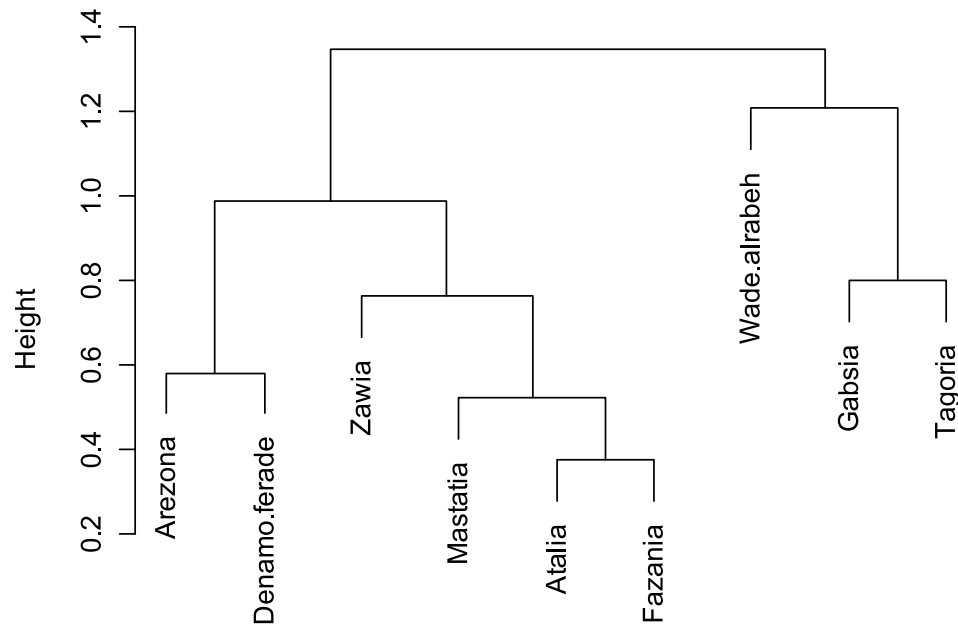 Height
1.4
1.2
1.0
0.8
0.6
0.4
0.2
Arezona
Denamo.ferade
Zawia
Mastatia
Atalia
Fazania
Wade.alrabeh
Gabsia
Tagoria